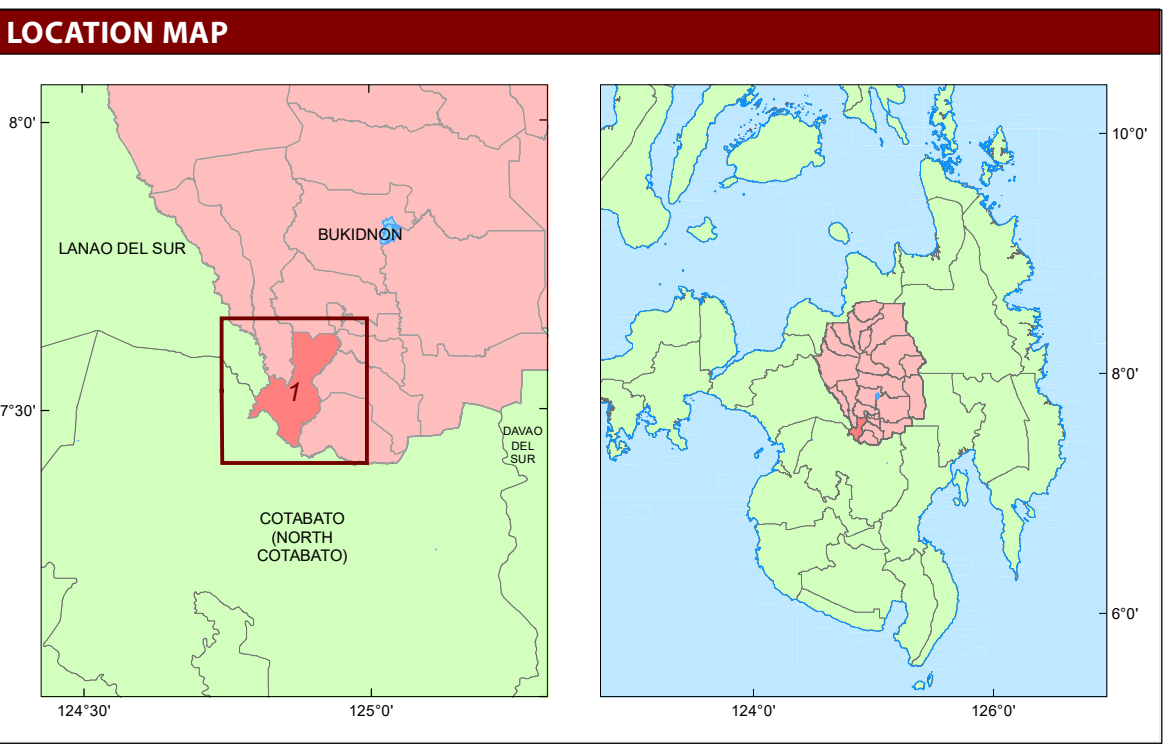 LOCATION MAP
8°0'
7°30'
LANAO DEL SUR
BUKIDNON
1
DAVAO
DEL
SUR
COTABATO
(NORTH
COTABATO)
124°30'
125°0'
10°0'
8°0'
6°0'
124°0'
126°0'